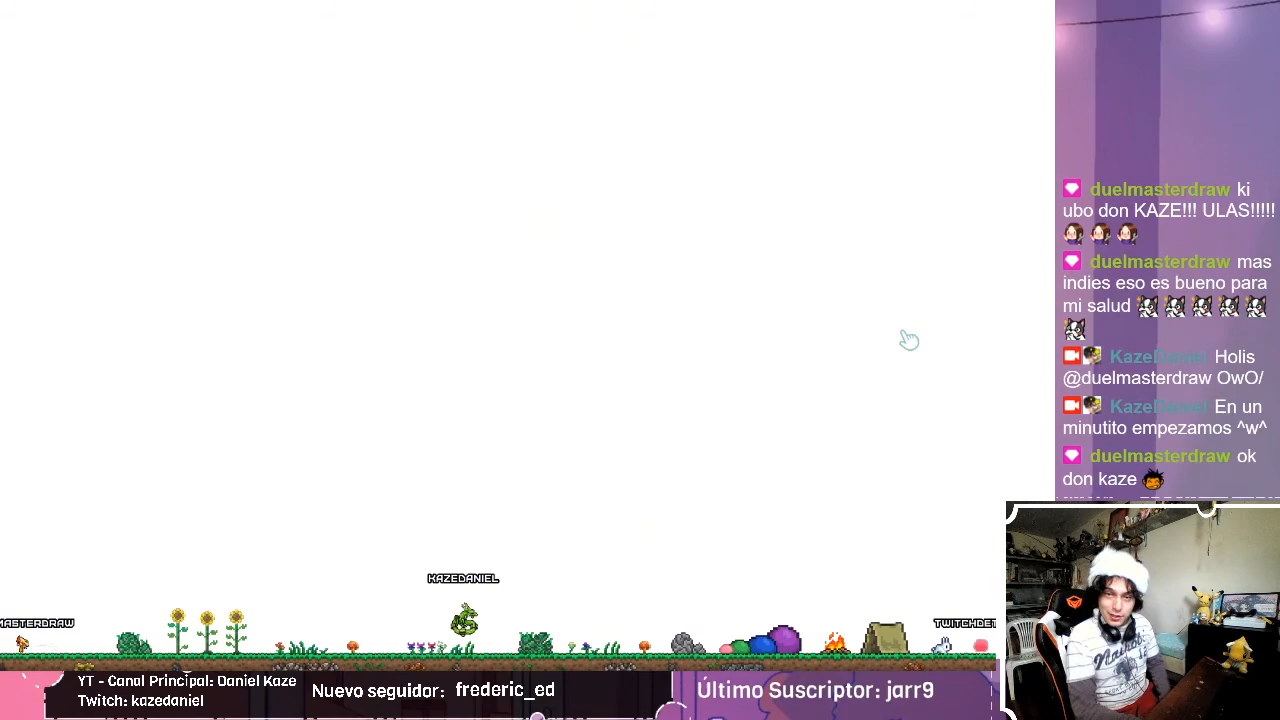 duelmasterdraw ki
ubo don KAZE!!! ULAS!!!!!
duelmasterdraw mas
indies eso es bueno para
mi salud
KazeDaniel Holis
@duelmasterdraw OwO/
KazeDaniel En un
minutito empezamos ^w^
duelmasterdraw ok
don kaze
KAZEDANIEL
MASTERDRAW
TWITCHDET
YT - Canal Principal: Daniel Kaze
Twitch: kazedaniel
Nuevo seguidor: frederic_ed
Último Suscriptor: jarr9